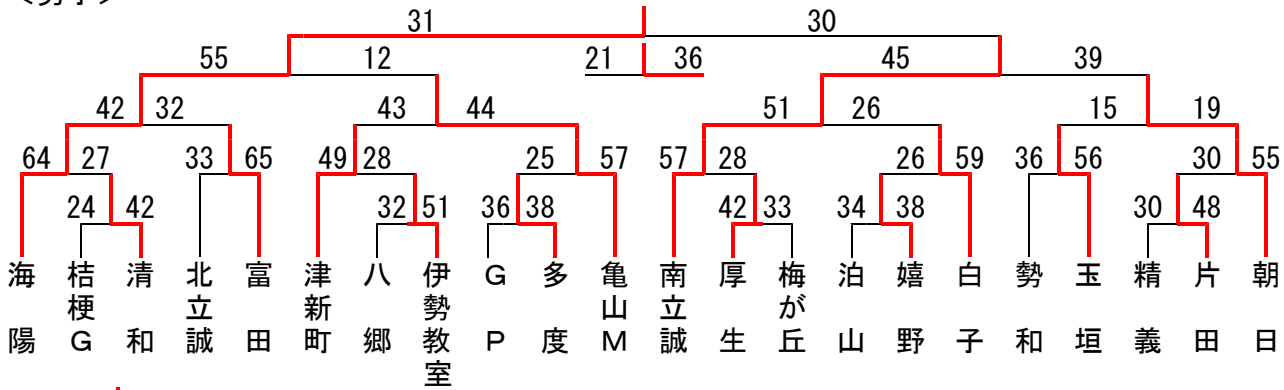 31 30
55 12 21 36 45 39
42 32 43 44 51 26 15 19
64 27 33 65 49 28 25 57 57 28 26 59 36 56 30 55
24 42 32 51 36 38 42 33 34 38 30 48
海陽
桔梗G
清和
北立誠
富田
津新町
八郷
伊勢教室
GP
多度
亀山M
南立誠
厚生
梅が丘
泊山
嬉野
白子
勢和
玉垣
精義
片田
朝日